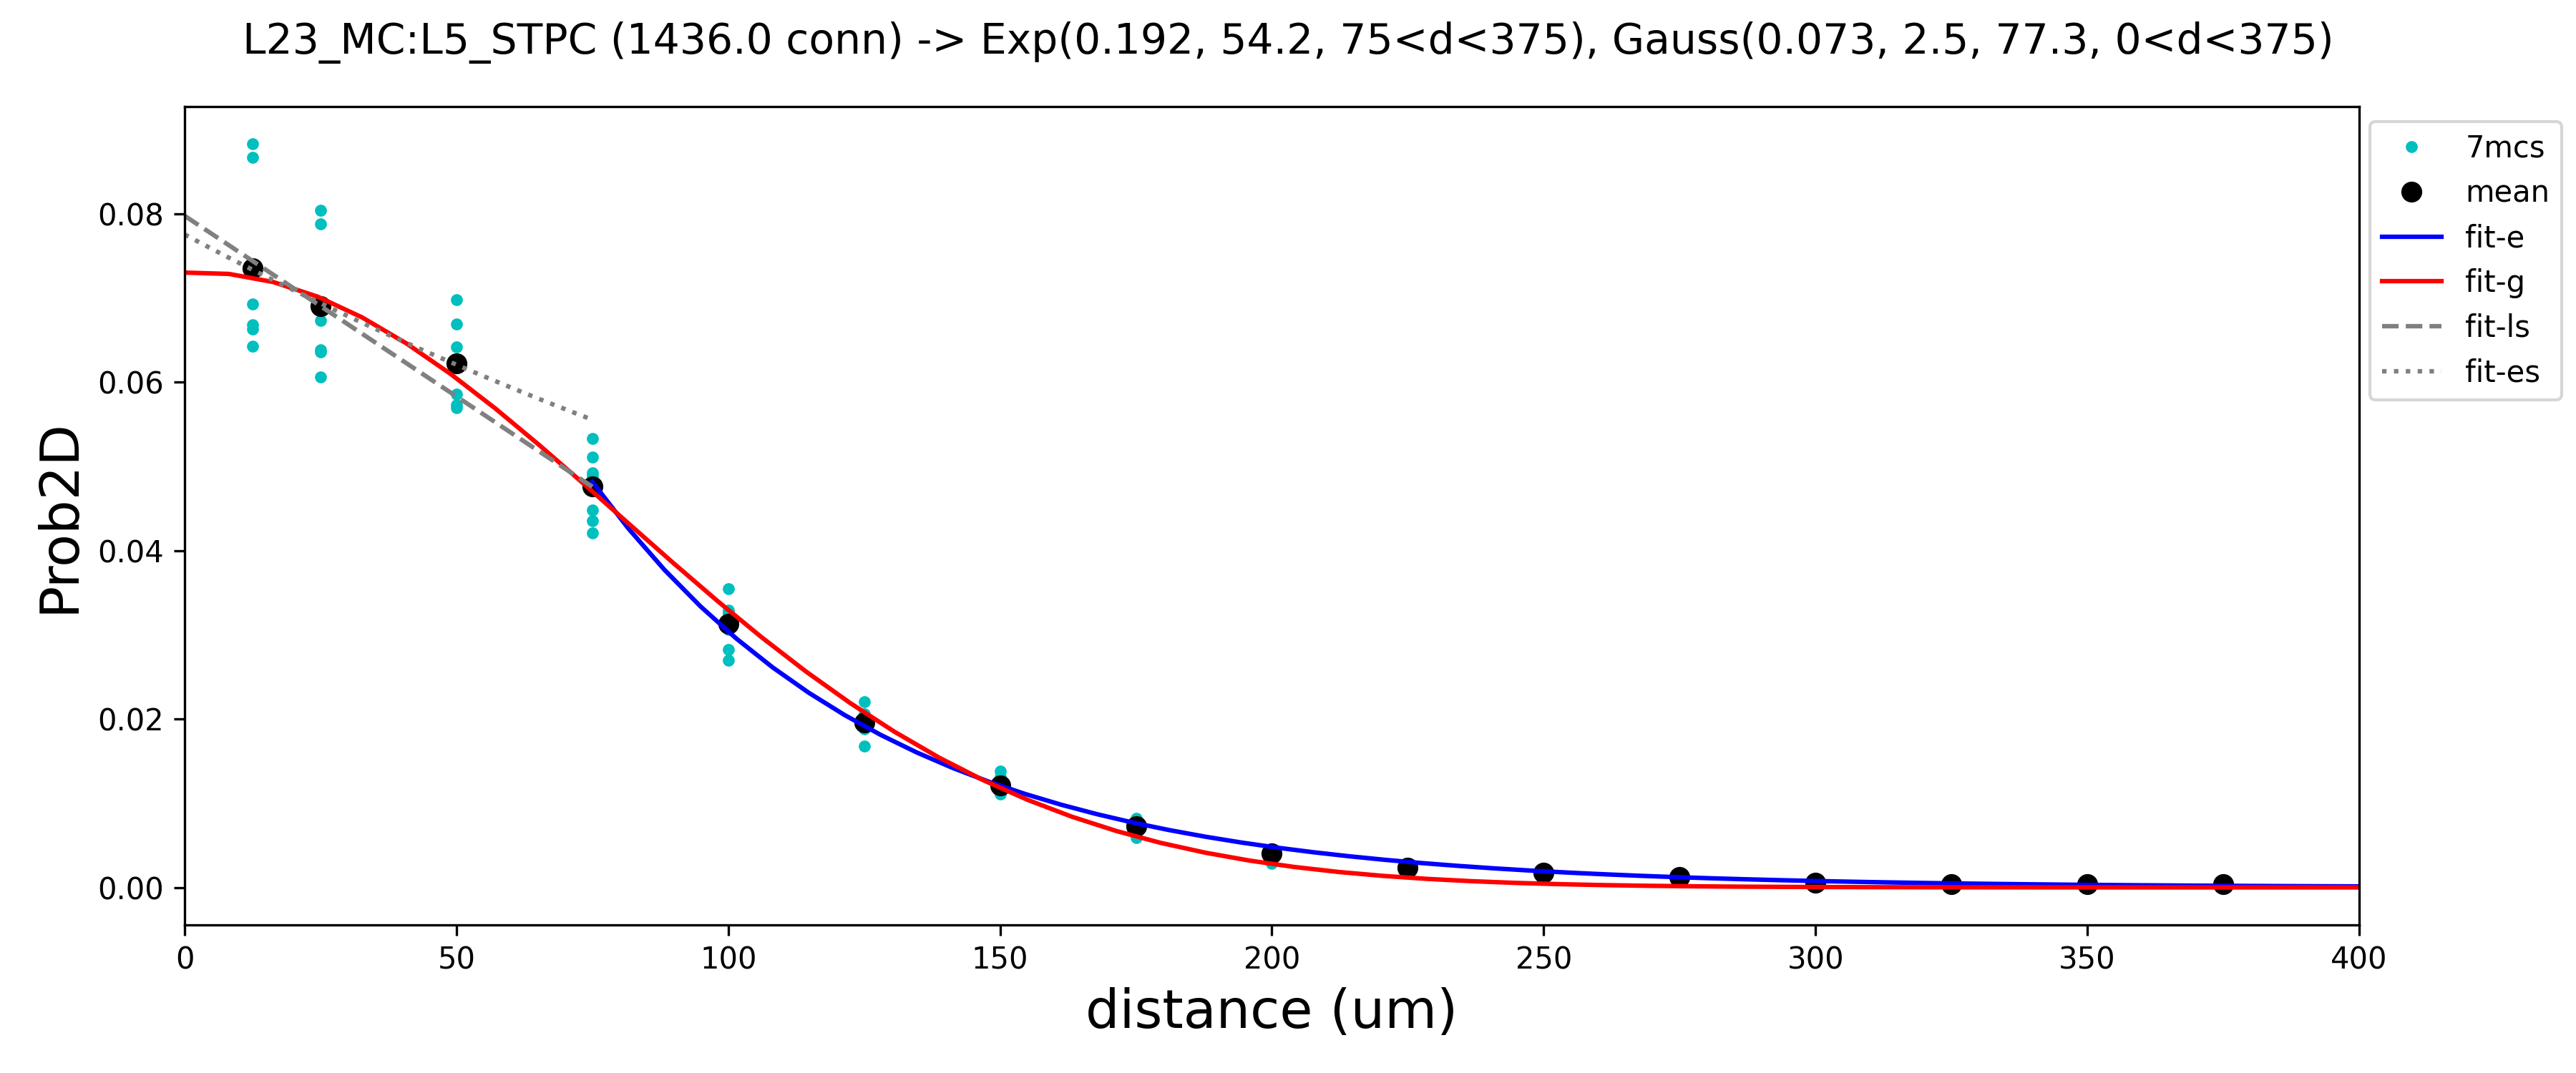 L23_MC:L5_STPC (1436.0 conn) -> Exp(0.192, 54.2, 75<d<375), Gauss(0.073, 2.5, 77.3, 0<d<375)
7mcs
mean
fit-e
fit-g
fit-ls
fit-es
Prob2D
0.08
0.06
0.04
0.02
0.00
0 50 100 150 200 250 300 350 400
distance (um)